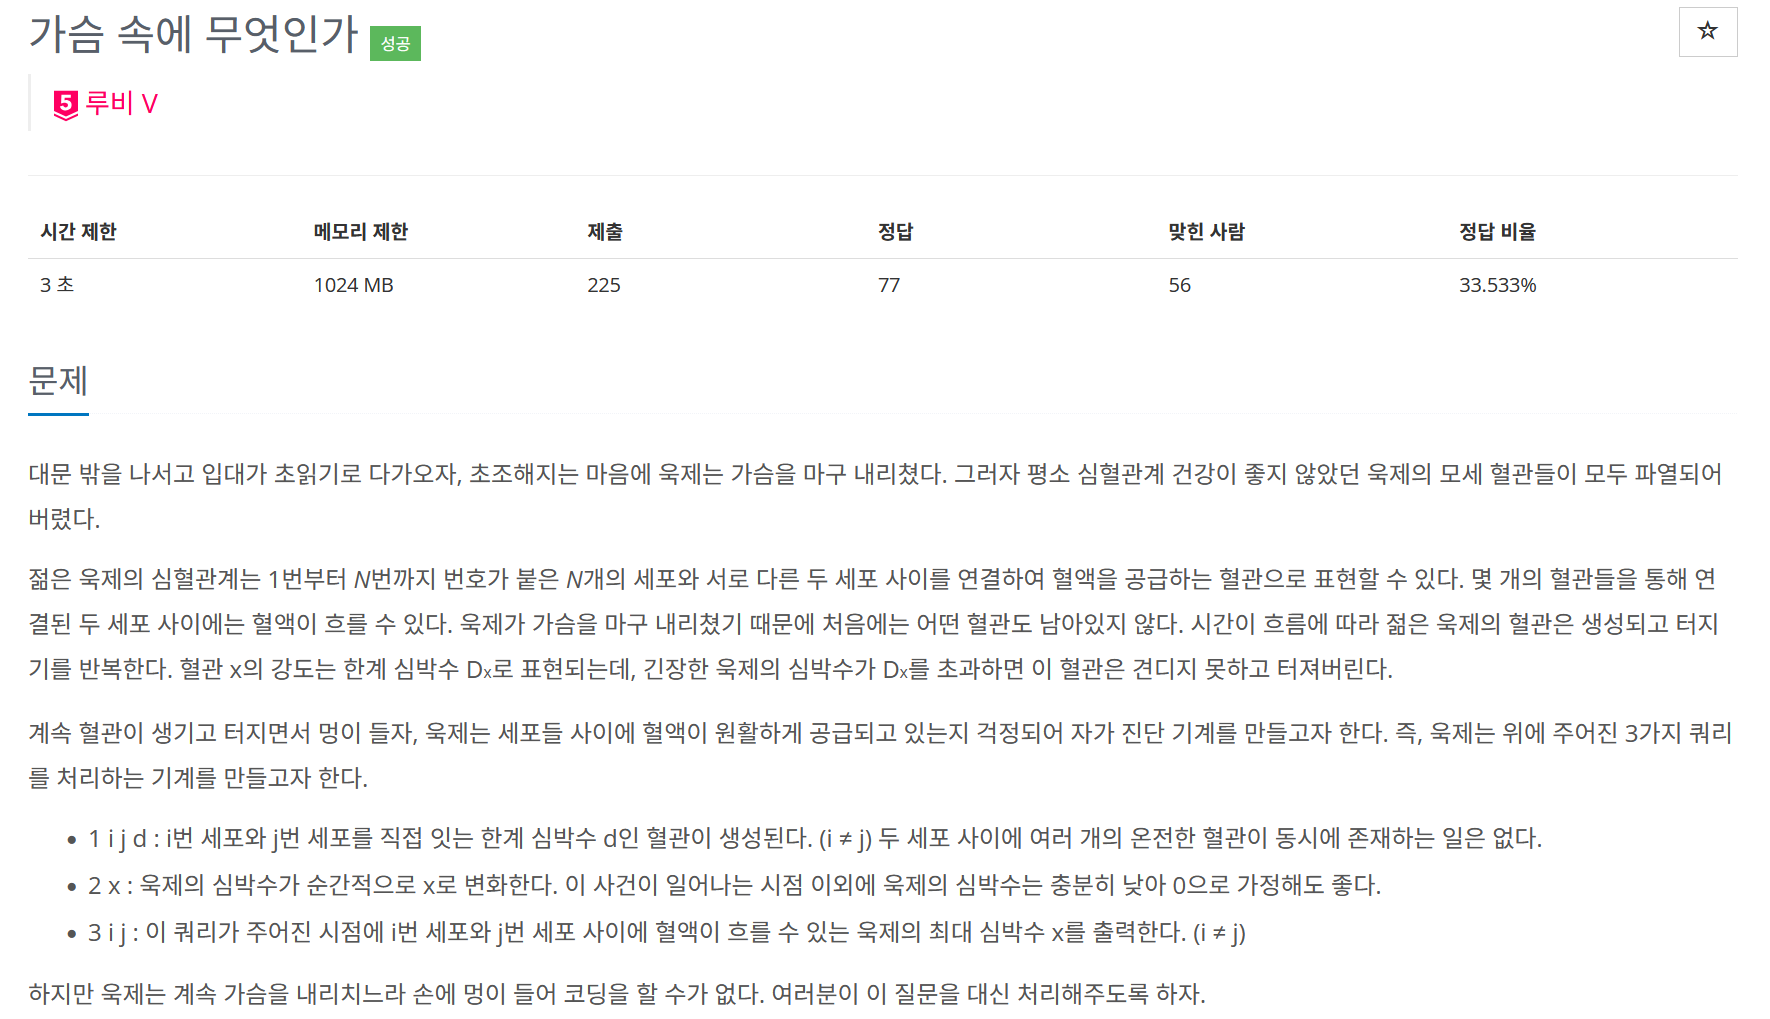 가슴 속에 무엇인가 성공
5 루비 V
시간 제한 메모리 제한 제출 정답 맞힌 사람 정답 비율
3 초 1024 MB 225 77 56 33.533%
문제
대문 밖을 나서고 입대가 초읽기로 다가오자, 초조해지는 마음에 욱제는 가슴을 마구 내리쳤다. 그러자 평소 심혈관계 건강이 좋지 않았던 욱제의 모세 혈관들이 모두 파열되어
버렸다.
젊은 욱제의 심혈관계는 1번부터 N번까지 번호가 붙은 N개의 세포와 서로 다른 두 세포 사이를 연결하여 혈액을 공급하는 혈관으로 표현할 수 있다. 몇 개의 혈관들을 통해 연
결된 두 세포 사이에는 혈액이 흐를 수 있다. 욱제가 가슴을 마구 내리쳤기 때문에 처음에는 어떤 혈관도 남아있지 않다. 시간이 흐름에 따라 젊은 욱제의 혈관은 생성되고 터지
기를 반복한다. 혈관 x의 강도는 한계 심박수 Dx로 표현되는데, 긴장한 욱제의 심박수가 Dx를 초과하면 이 혈관은 견디지 못하고 터져버린다.
계속 혈관이 생기고 터지면서 멍이 들자, 욱제는 세포들 사이에 혈액이 원활하게 공급되고 있는지 걱정되어 자가 진단 기계를 만들고자 한다. 즉, 욱제는 위에 주어진 3가지 쿼리
를 처리하는 기계를 만들고자 한다.
• 1 i j d : i번 세포와 j번 세포를 직접 잇는 한계 심박수 d인 혈관이 생성된다. (i ≠ j) 두 세포 사이에 여러 개의 온전한 혈관이 동시에 존재하는 일은 없다.
• 2 x : 욱제의 심박수가 순간적으로 x로 변화한다. 이 사건이 일어나는 시점 이외에 욱제의 심박수는 충분히 낮아 0으로 가정해도 좋다.
• 3 i j : 이 쿼리가 주어진 시점에 i번 세포와 j번 세포 사이에 혈액이 흐를 수 있는 욱제의 최대 심박수 x를 출력한다. (i ≠ j)
하지만 욱제는 계속 가슴을 내리치느라 손에 멍이 들어 코딩을 할 수가 없다. 여러분이 이 질문을 대신 처리해주도록 하자.